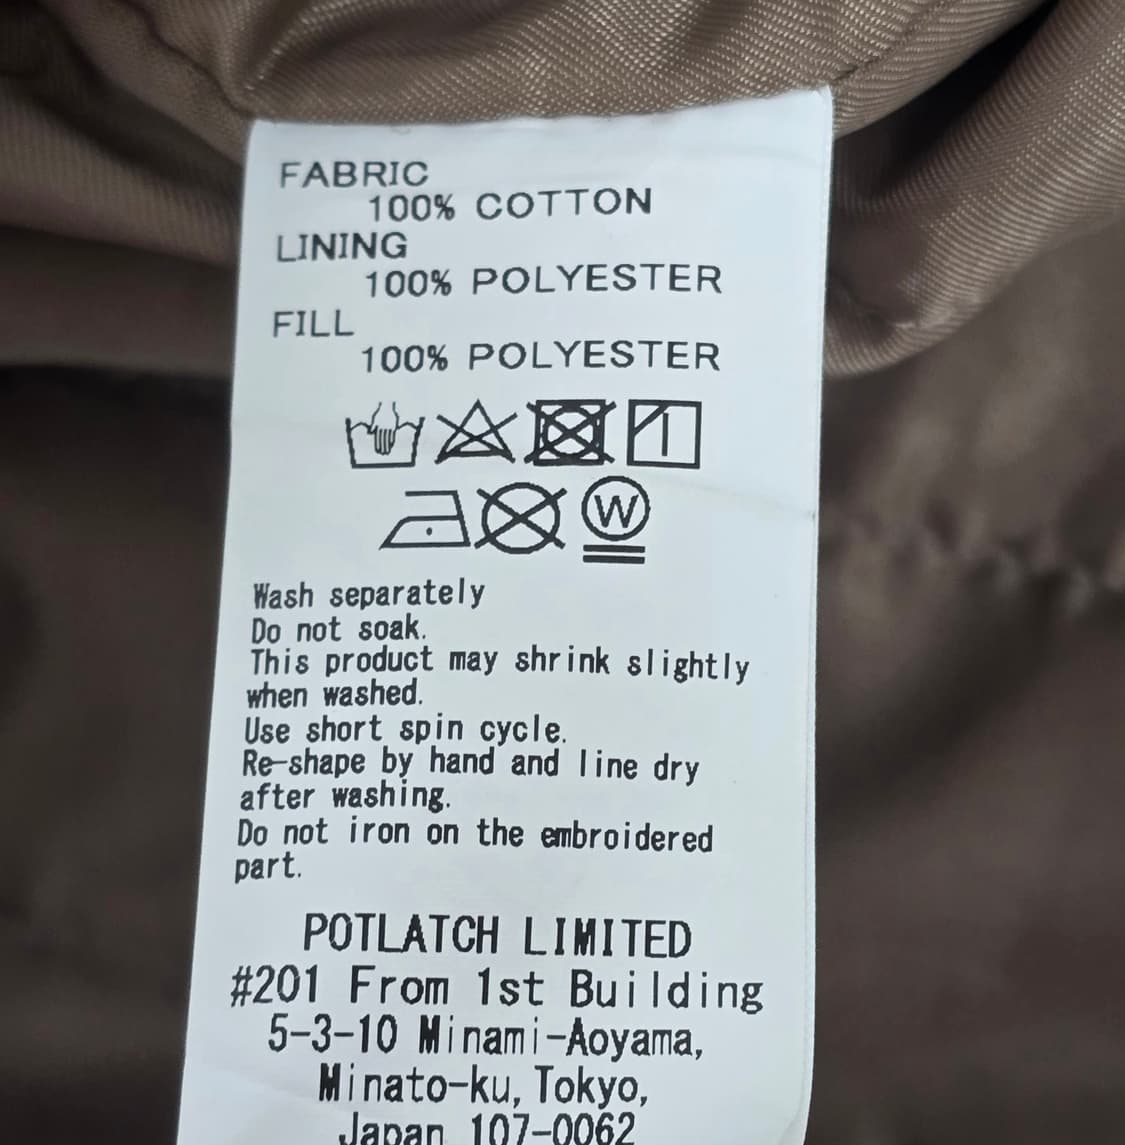 FABRIC
100% COTTON
LINING
100% POLYESTER
FILL
100% POLYESTER
W
Wash separately
Do not soak.
This product may shrink slightly
when washed.
Use short spin cycle.
Re-shape by hand and line dry
after washing.
Do not iron on the embroidered
part.
POTLATCH LIMITED
#201 From 1st Building
5-3-10 Minami-Aoyama,
Minato-ku, Tokyo,
Japan 107-0062